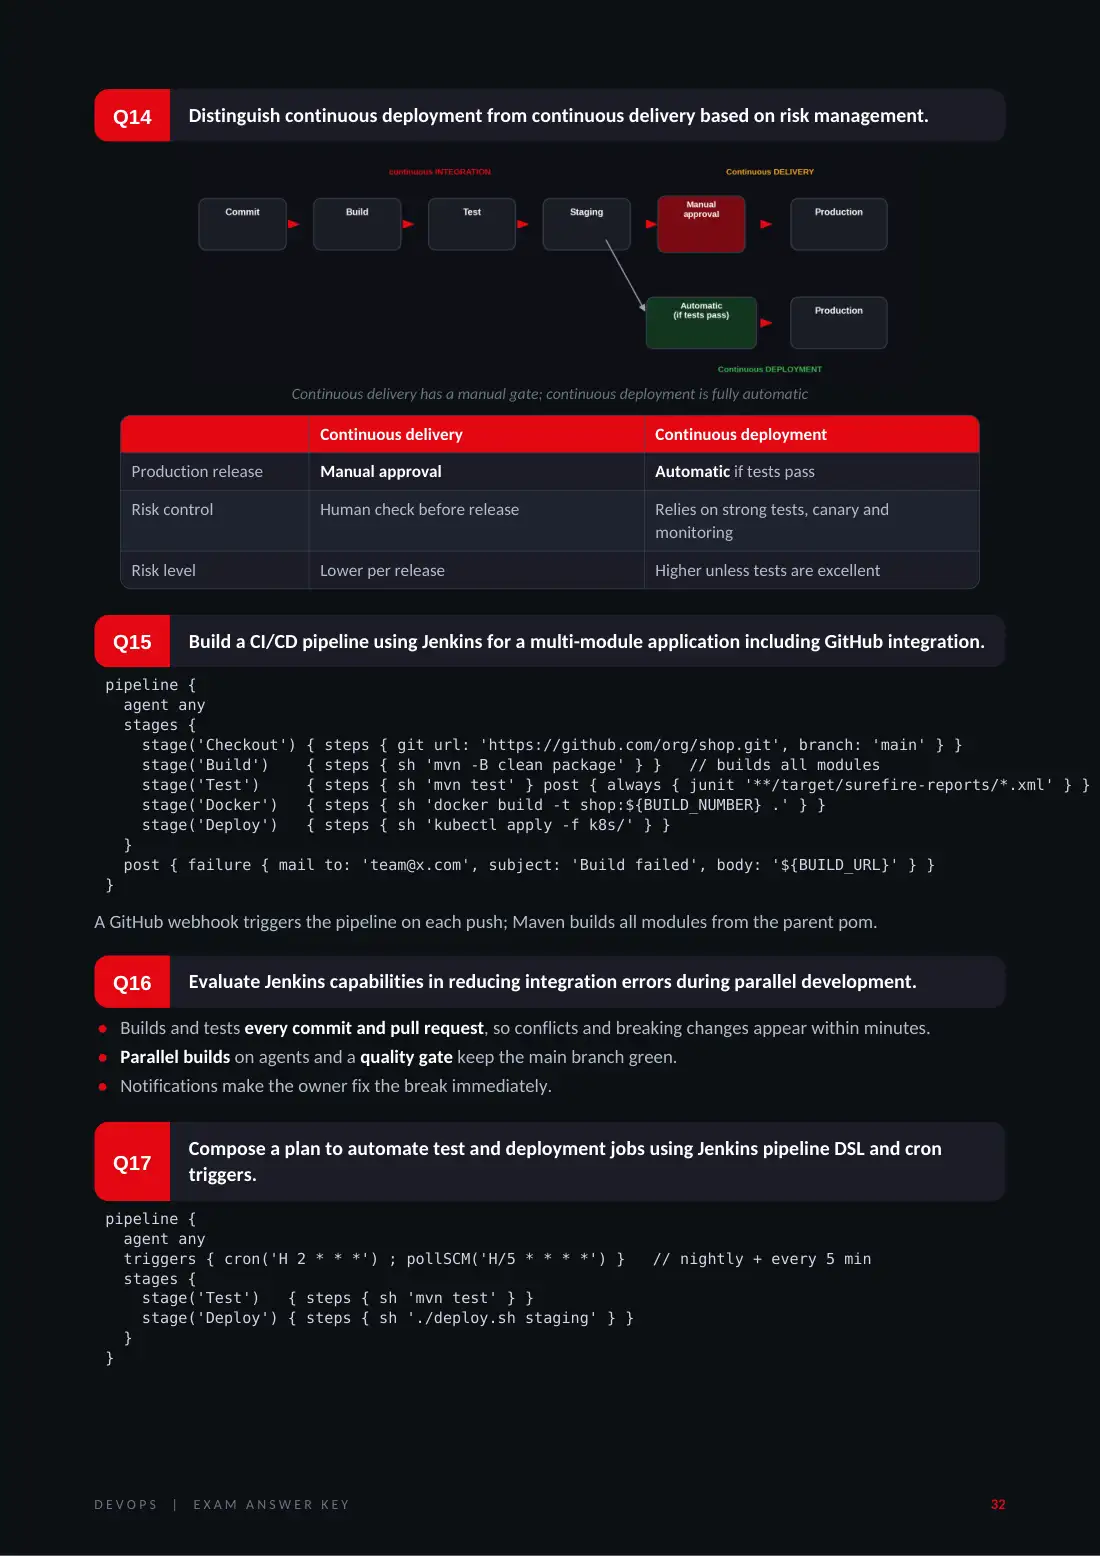 Q14 Distinguish continuous deployment from continuous delivery based on risk management.
continuous INTEGRATION Continuous DELIVERY
Commit Build Test Staging Manual approval Production
Automatic (if tests pass) Production
Continuous DEPLOYMENT
Continuous delivery has a manual gate; continuous deployment is fully automatic
Continuous delivery Continuous deployment
Production release Manual approval Automatic if tests pass
Risk control Human check before release Relies on strong tests, canary and
monitoring
Risk level Lower per release Higher unless tests are excellent
Q15 Build a CI/CD pipeline using Jenkins for a multi-module application including GitHub integration.
pipeline {
  agent any
  stages {
    stage('Checkout') { steps { git url: 'https://github.com/org/shop.git', branch: 'main' } }
    stage('Build')    { steps { sh 'mvn -B clean package' } }   // builds all modules
    stage('Test')     { steps { sh 'mvn test' } post { always { junit '**/target/surefire-reports/*.xml' } }
    stage('Docker')   { steps { sh 'docker build -t shop:${BUILD_NUMBER} .' } }
    stage('Deploy')   { steps { sh 'kubectl apply -f k8s/' } }
  }
  post { failure { mail to: 'team@x.com', subject: 'Build failed', body: '${BUILD_URL}' } }
}
A GitHub webhook triggers the pipeline on each push; Maven builds all modules from the parent pom.
Q16 Evaluate Jenkins capabilities in reducing integration errors during parallel development.
• Builds and tests every commit and pull request, so conflicts and breaking changes appear within minutes.
• Parallel builds on agents and a quality gate keep the main branch green.
• Notifications make the owner fix the break immediately.
Q17 Compose a plan to automate test and deployment jobs using Jenkins pipeline DSL and cron
triggers.
pipeline {
  agent any
  triggers { cron('H 2 * * *') ; pollSCM('H/5 * * * *') }   // nightly + every 5 min
  stages {
    stage('Test')   { steps { sh 'mvn test' } }
    stage('Deploy') { steps { sh './deploy.sh staging' } }
  }
}
DEVOPS | EXAM ANSWER KEY 32